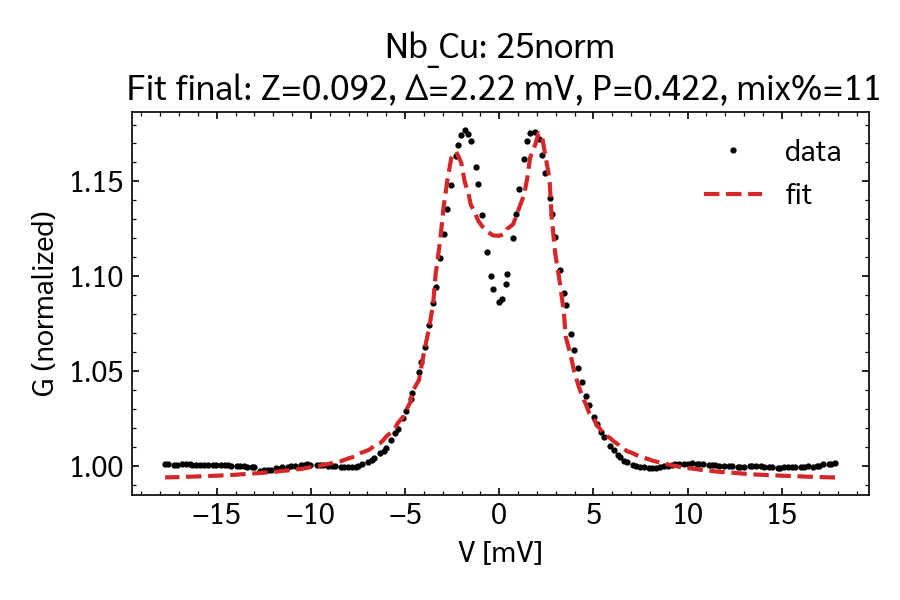 Nb_Cu: 25norm
Fit final: Z=0.092, Δ=2.22 mV, P=0.422, mix%=11
data
fit
G (normalized)
1.15
1.10
1.05
1.00
−15 −10 −5 0 5 10 15
V [mV]